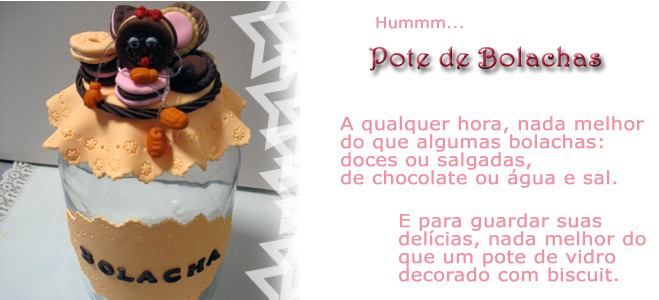 Hummm...
Pote de Bolachas
A qualquer hora, nada melhor
do que algumas bolachas:
doces ou salgadas,
de chocolate ou água e sal.
E para guardar suas
delícias, nada melhor do
que um pote de vidro
decorado com biscuit.
BOLACHA